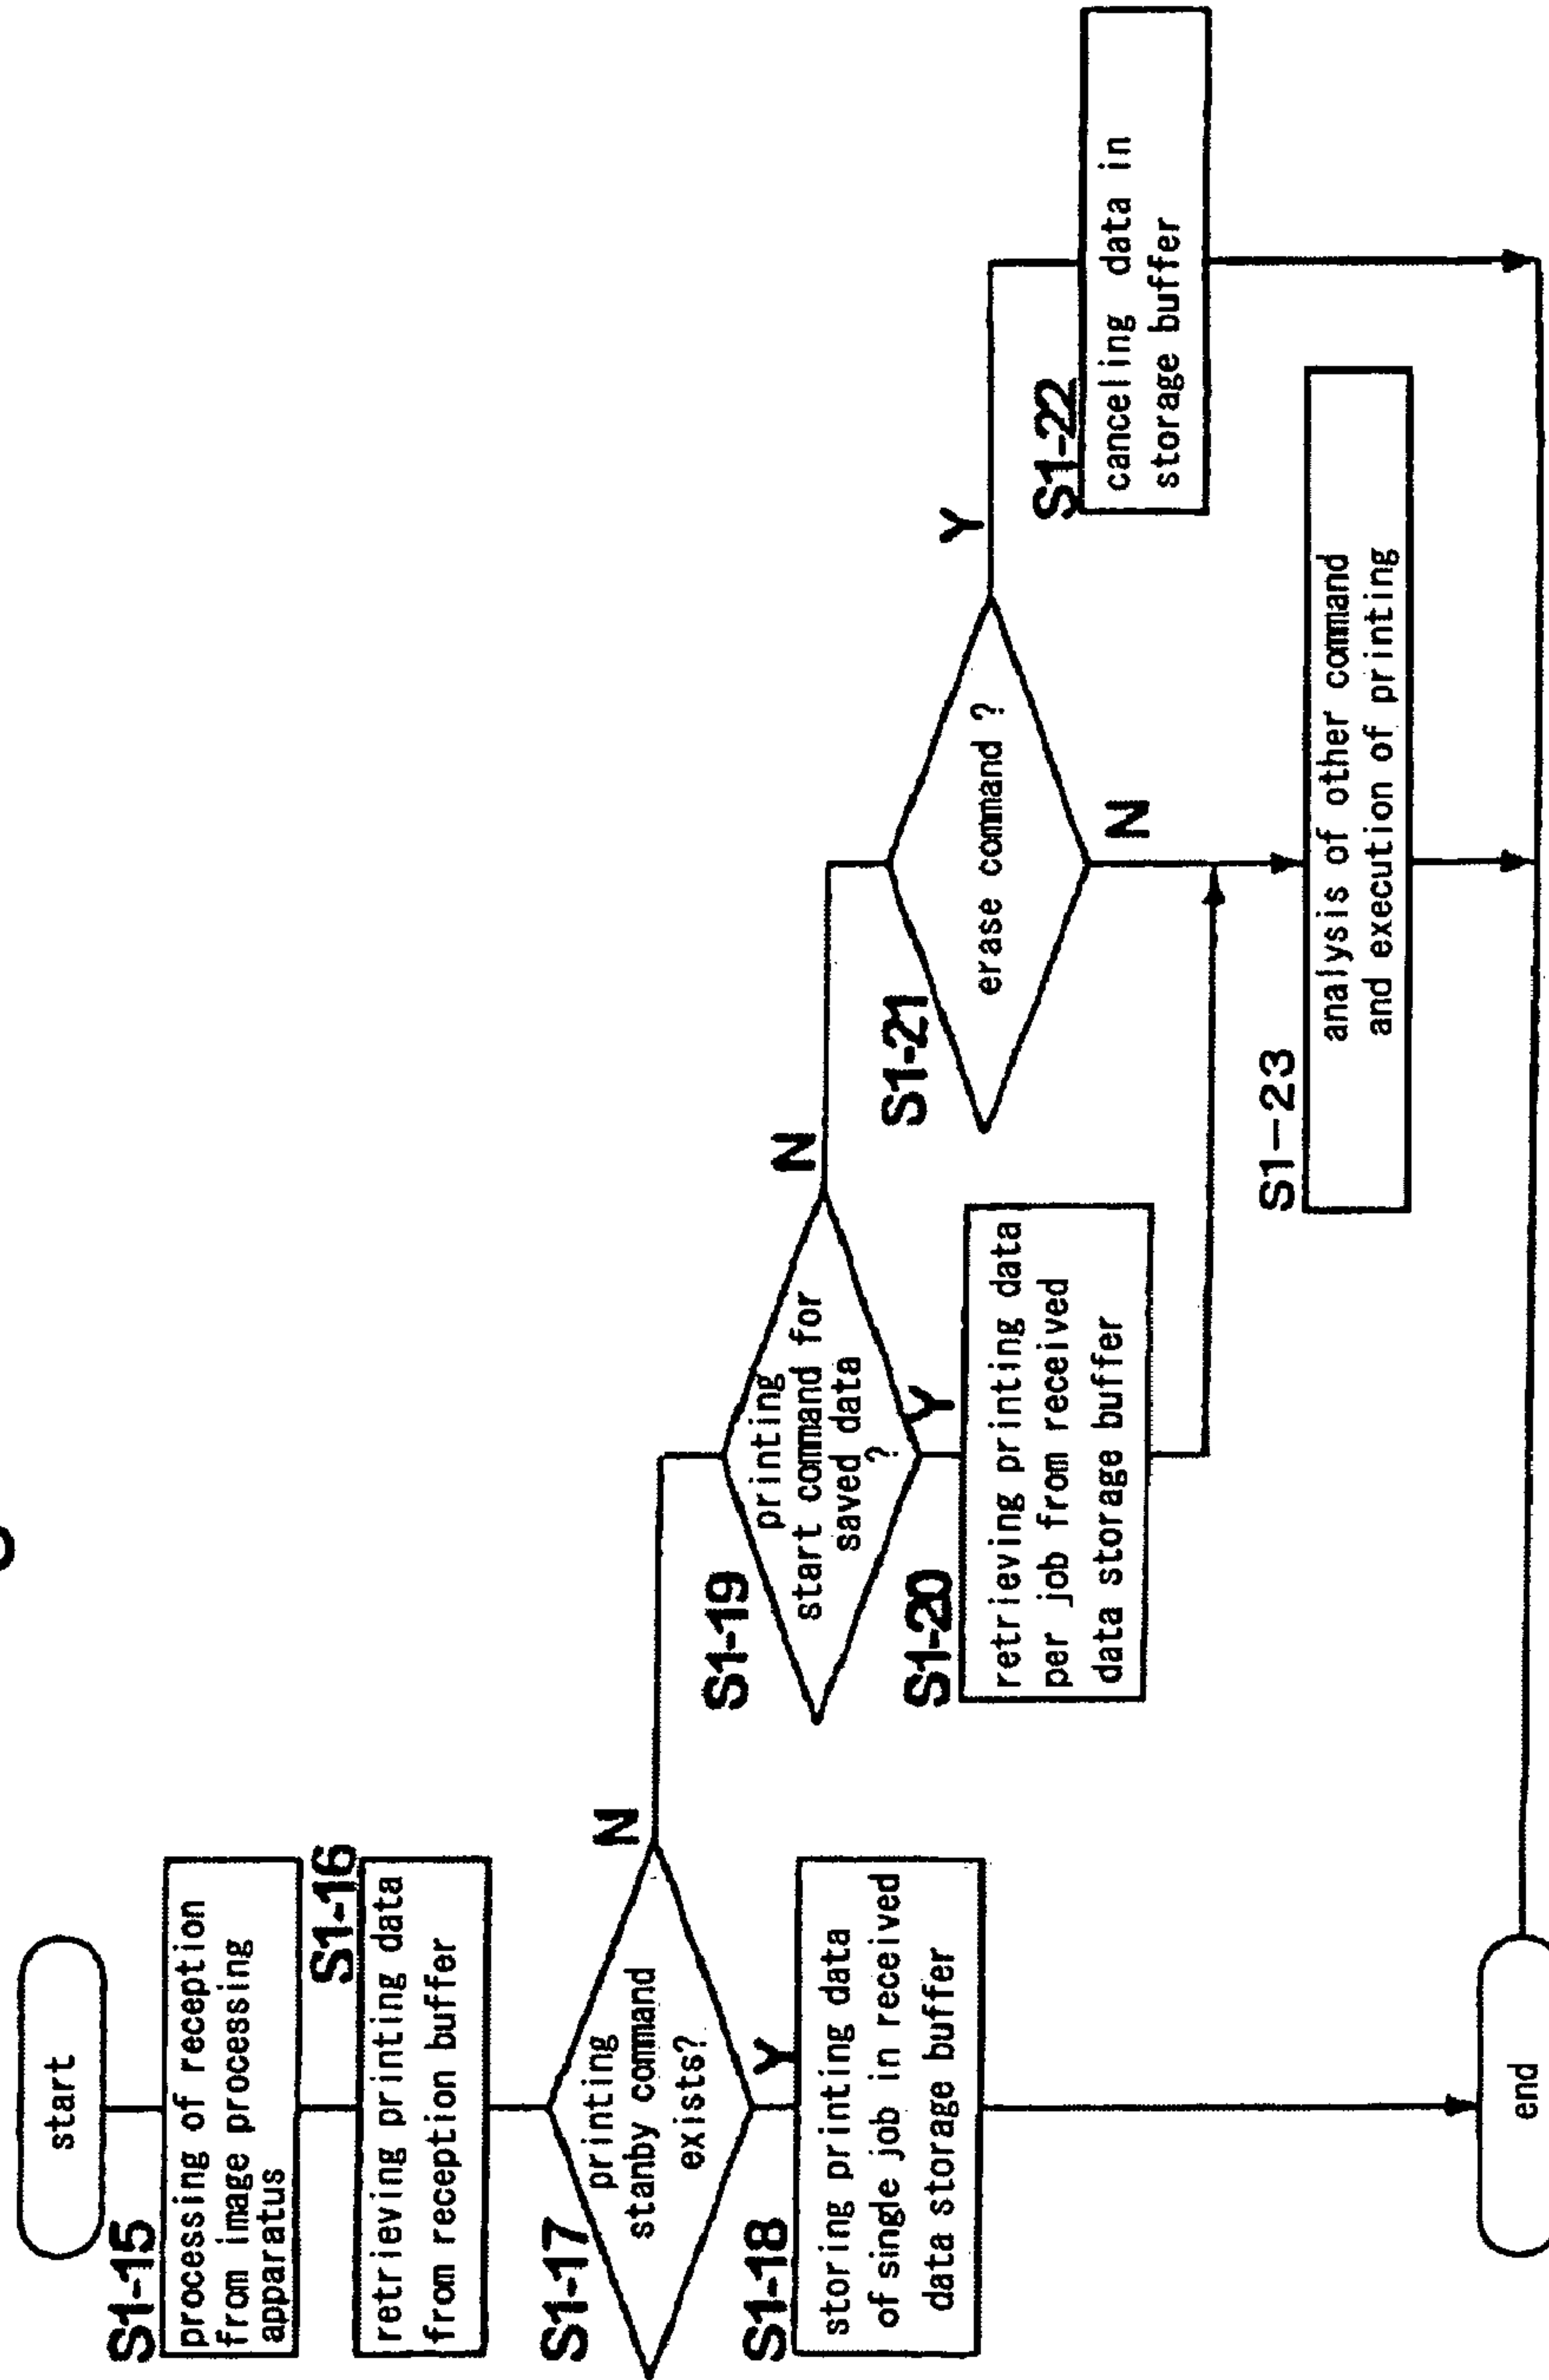 start
S1-15
processing of reception
from image processing
apparatus
S1-16
retrieving printing data
from reception buffer
S1-17
printing
stanby command
exists?
N
Y
S1-18
storing printing data
of single job in received
data storage buffer
S1-19
printing
start command for
saved data
?
N
Y
S1-20
retrieving printing data
per job from received
data storage buffer
S1-21
erase command ?
Y
N
S1-22
canceling data in
storage buffer
S1-23
analysis of other command
and execution of printing
end